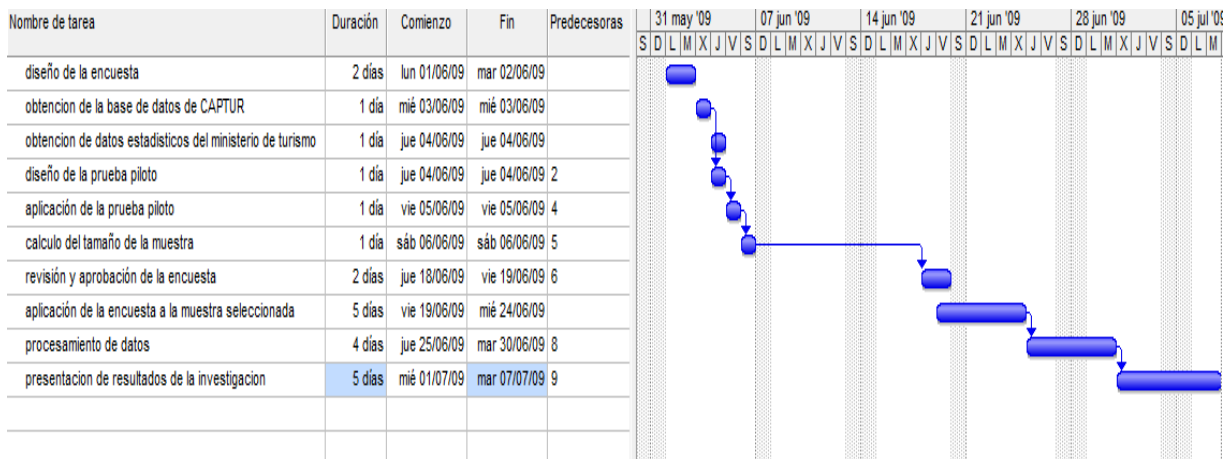 Nombre de tarea Duración Comienzo Fin Predecesoras
31 may '09 07 jun '09 14 jun '09 21 jun '09 28 jun '09 05 jul '09
S D L M X J V S D L M X J V S D L M X J V S D L M X J V S D L M X J V S D L M
diseño de la encuesta 2 días lun 01/06/09 mar 02/06/09
obtencion de la base de datos de CAPTUR 1 día mié 03/06/09 mié 03/06/09
obtencion de datos estadisticos del ministerio de turismo 1 día jue 04/06/09 jue 04/06/09
diseño de la prueba piloto 1 día jue 04/06/09 jue 04/06/09 2
aplicación de la prueba piloto 1 día vie 05/06/09 vie 05/06/09 4
calculo del tamaño de la muestra 1 día sáb 06/06/09 sáb 06/06/09 5
revisión y aprobación de la encuesta 2 días jue 18/06/09 vie 19/06/09 6
aplicación de la encuesta a la muestra seleccionada 5 días vie 19/06/09 mié 24/06/09
procesamiento de datos 4 días jue 25/06/09 mar 30/06/09 8
presentacion de resultados de la investigacion 5 días mié 01/07/09 mar 07/07/09 9